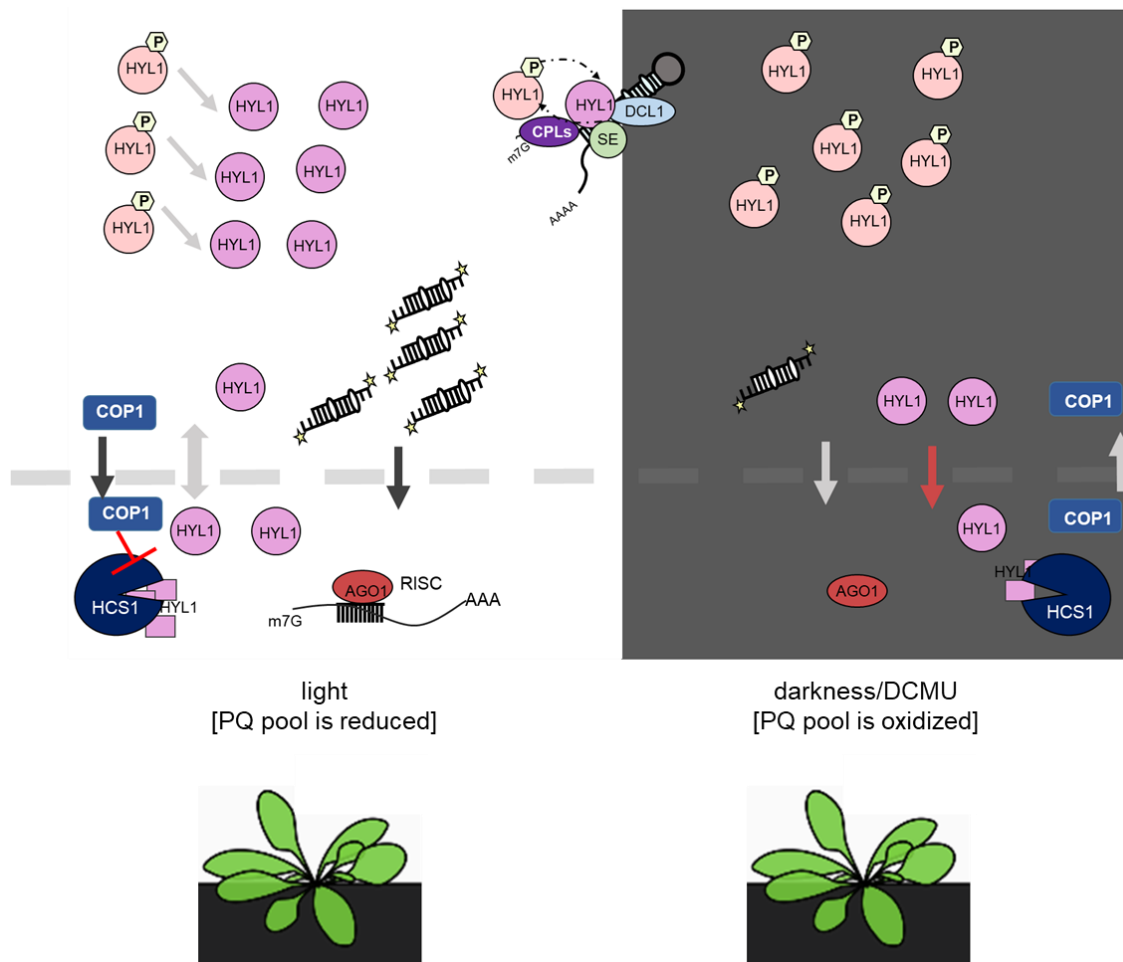 P
HYL1
P
HYL1
P
HYL1
HYL1
HYL1
HYL1
HYL1
HYL1
HYL1
P
HYL1
HYL1
DCL1
CPLs
SE
m7G
AAAA
P
HYL1
P
HYL1
P
HYL1
P
HYL1
P
HYL1
P
HYL1
HYL1
COP1
COP1
HYL1
HYL1
HCS1
HYL1
AGO1
RISC
m7G
AAA
HYL1
HYL1
COP1
HYL1
COP1
AGO1
HYL1
HCS1
light
[PQ pool is reduced]
darkness/DCMU
[PQ pool is oxidized]